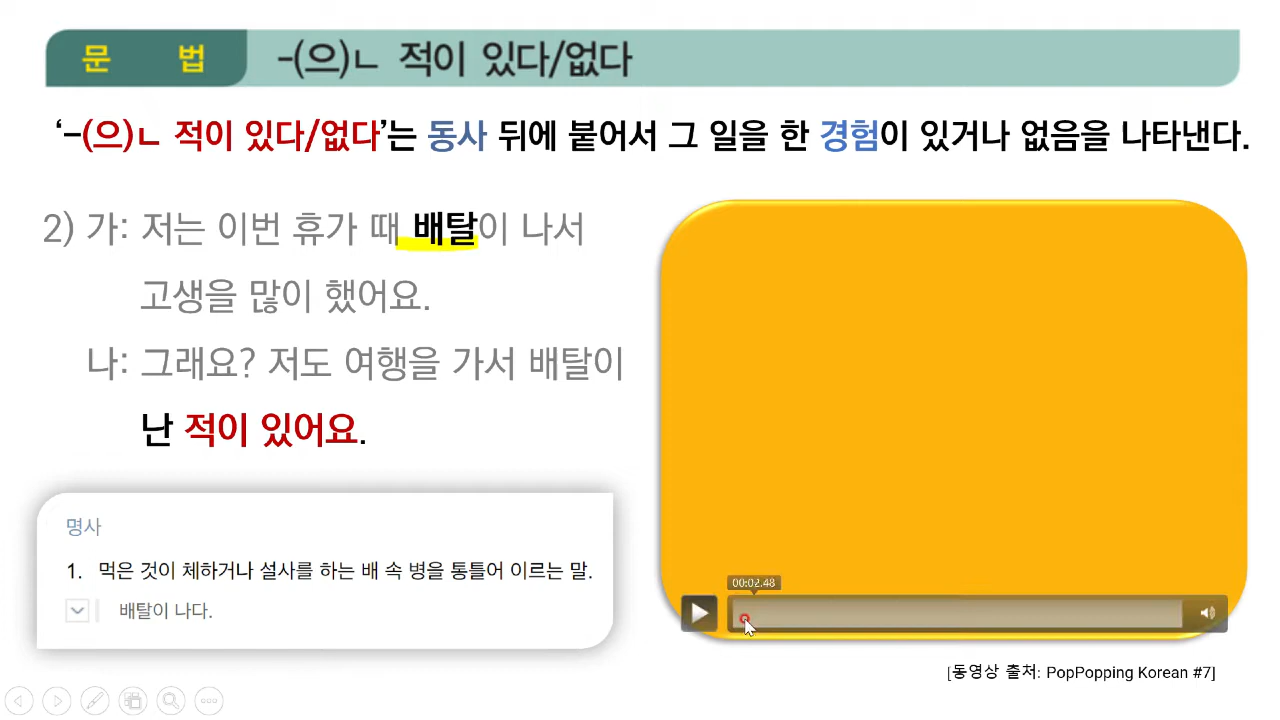 문 법 -(으)ㄴ 적이 있다/없다
‘-(으)ㄴ 적이 있다/없다’는 동사 뒤에 붙어서 그 일을 한 경험이 있거나 없음을 나타낸다.
2) 가: 저는 이번 휴가 때 배탈이 나서
고생을 많이 했어요.
나: 그래요? 저도 여행을 가서 배탈이
난 적이 있어요.
명사
1. 먹은 것이 체하거나 설사를 하는 배 속 병을 통틀어 이르는 말.
배탈이 나다.
00:02.48
[동영상 출처: PopPopping Korean #7]